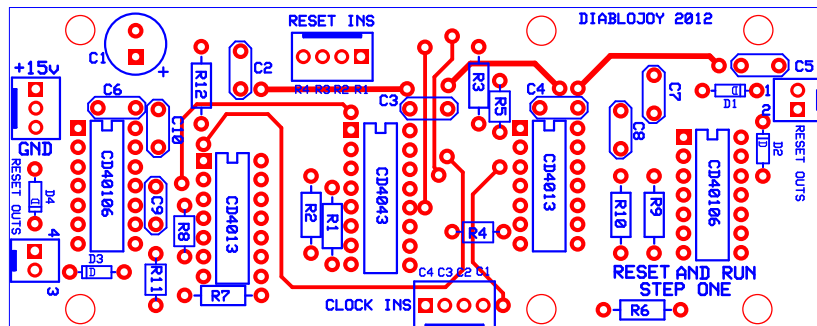 RESET INS
DIABLOJOY 2012
C1
+
+15v
GND
C6
C10
R12
C2
R4 R3 R2 R1
C3
R3
R5
C4
C7
C8
D1
C5
1
2
RESET OUTS
D2
RESET OUTS
D4
4
3
CD40106
C9
R8
CD4013
R2
R1
CD4043
R4
CD4013
R10
R9
CD40106
D3
R11
R7
C4 C3 C2 C1
CLOCK INS
RESET AND RUN
STEP ONE
R6